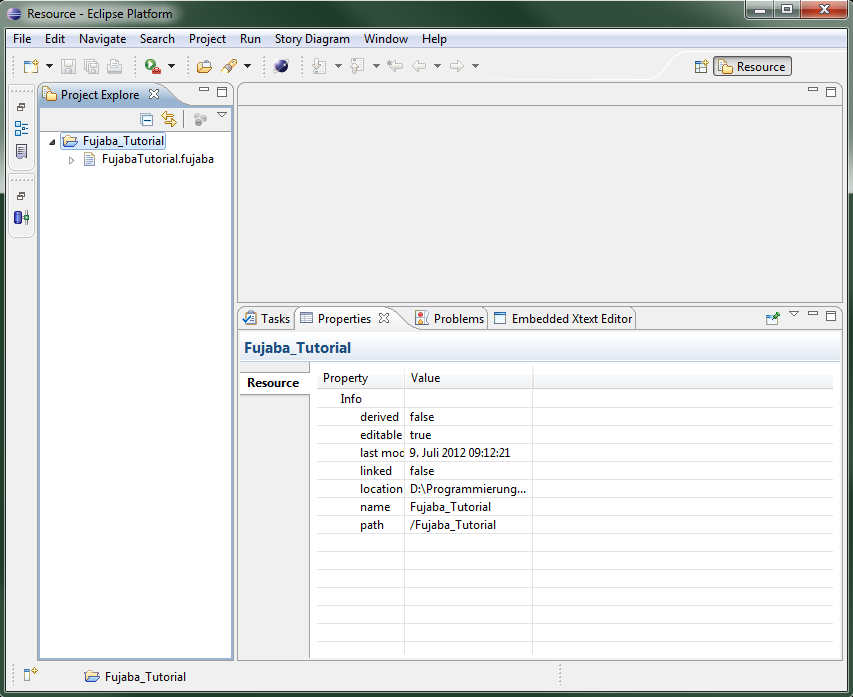 Resource - Eclipse Platform
File Edit Navigate Search Project Run Story Diagram Window Help
Resource
Project Explore
Fujaba_Tutorial
FujabaTutorial.fujaba
Tasks Properties Problems Embedded Xtext Editor
Fujaba_Tutorial
Resource
Property Value
Info
derived false
editable true
last mod 9. Juli 2012 09:12:21
linked false
location D:\Programmierung...
name Fujaba_Tutorial
path /Fujaba_Tutorial
Fujaba_Tutorial